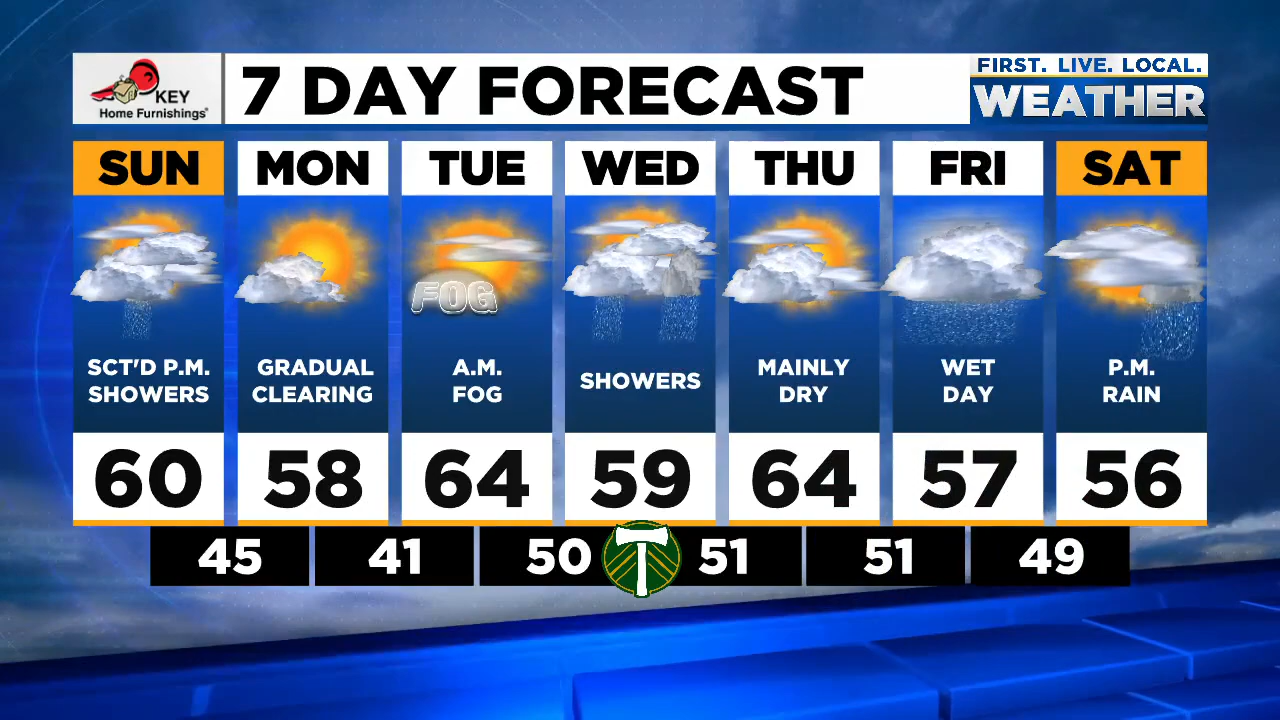 KEY
Home Furnishings
7 DAY FORECAST
FIRST. LIVE. LOCAL.
WEATHER
SUN
MON
TUE
WED
THU
FRI
SAT
FOG
SCT'D P.M.
SHOWERS
GRADUAL
CLEARING
A.M.
FOG
SHOWERS
MAINLY
DRY
WET
DAY
P.M.
RAIN
60
58
64
59
64
57
56
45
41
50
51
51
49